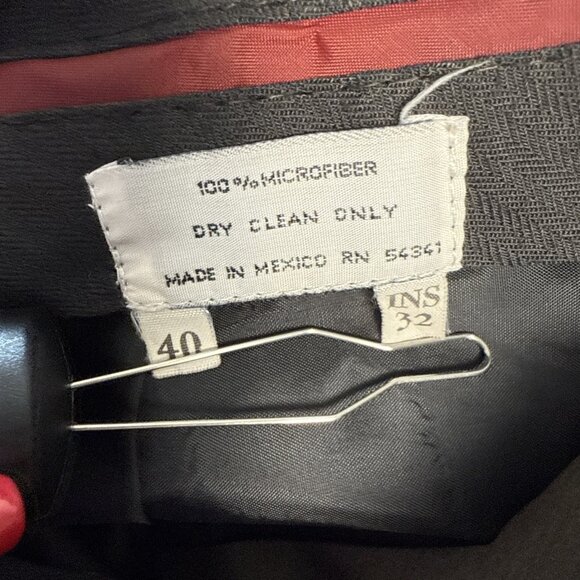 100% MICROFIBER
DRY CLEAN ONLY
MADE IN MEXICO RN 54341
40
INS
32